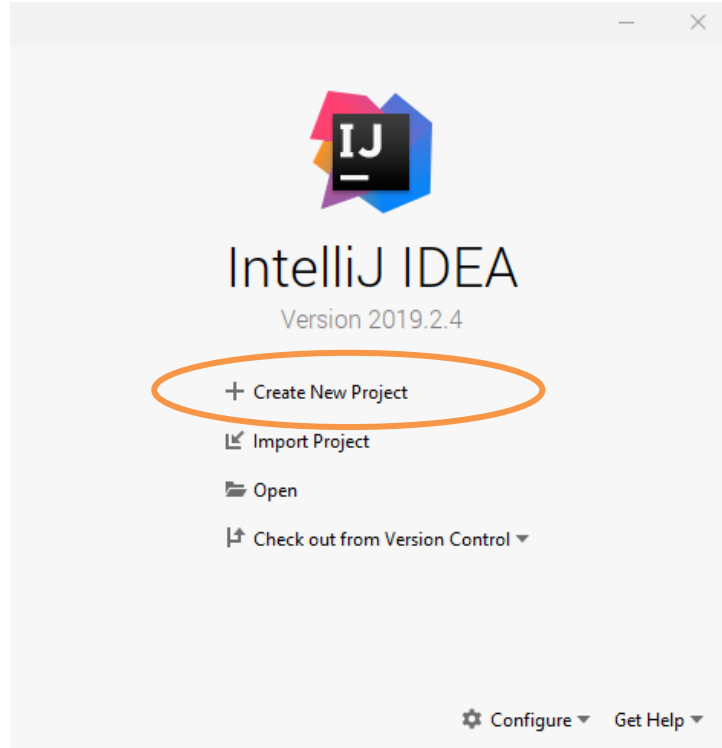 IJ
IntelliJ IDEA
Version 2019.2.4
Create New Project
Import Project
Open
Check out from Version Control
Configure Get Help